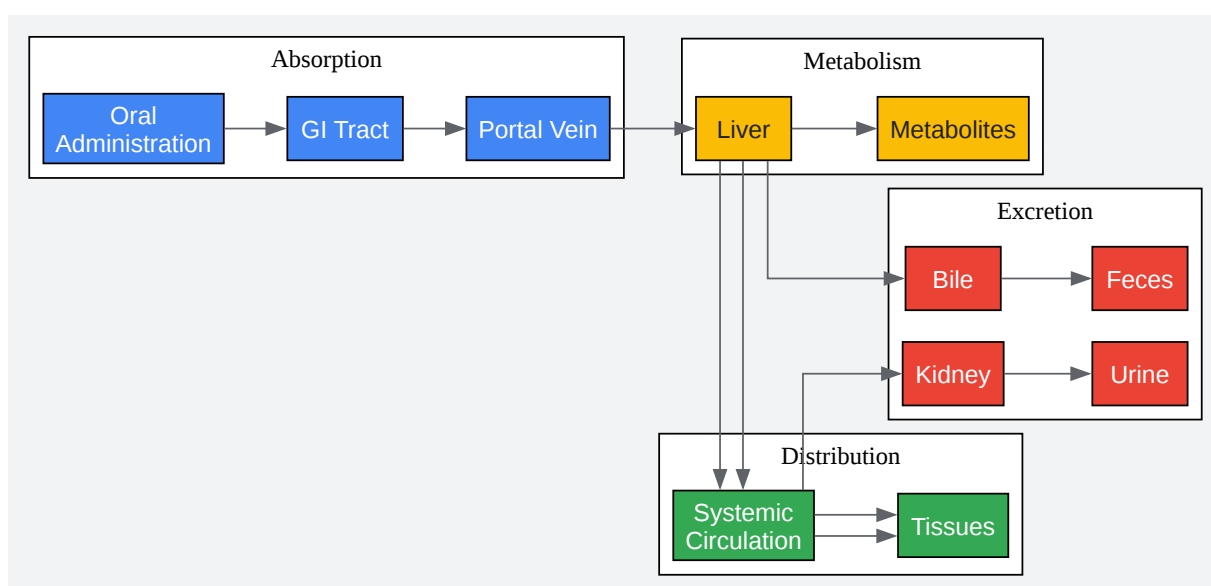 Absorption
Oral
Administration
GI Tract
Portal Vein
Metabolism
Liver
Metabolites
Excretion
Bile
Feces
Kidney
Urine
Distribution
Systemic
Circulation
Tissues